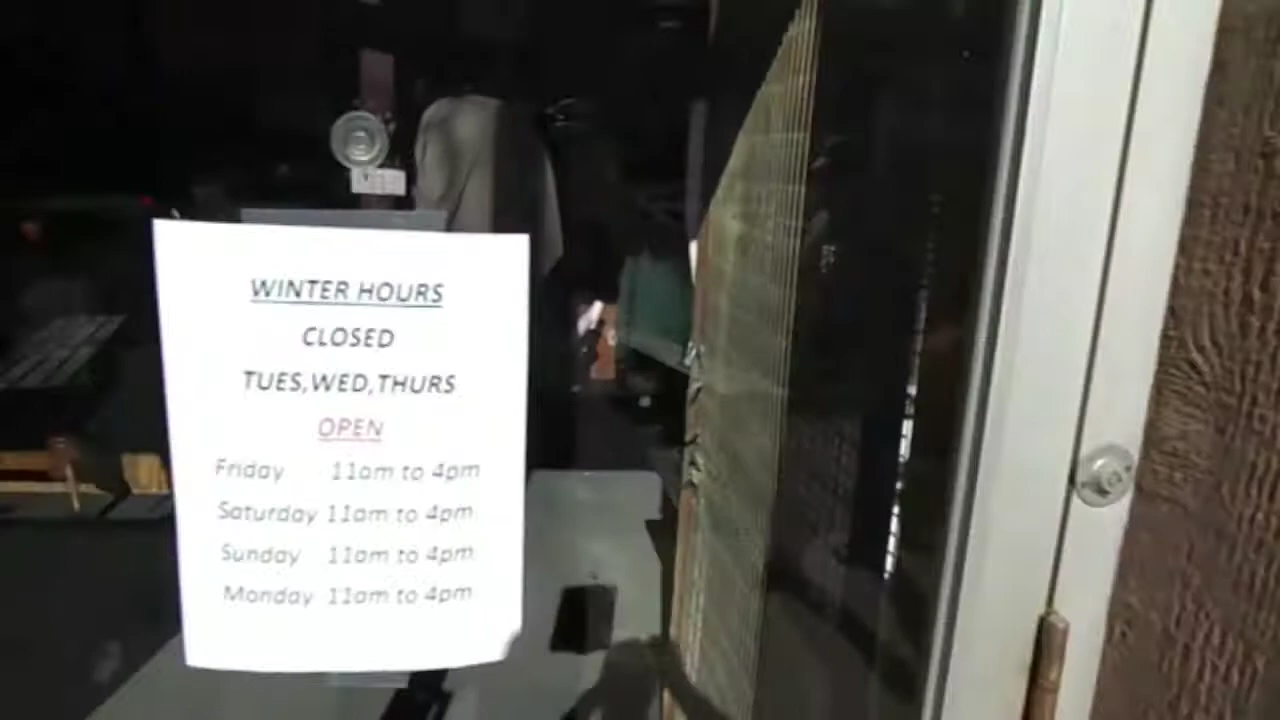 WINTER HOURS
CLOSED
TUES,WED,THURS
OPEN
Friday 11am to 4pm
Saturday 11am to 4pm
Sunday 11am to 4pm
Monday 11am to 4pm